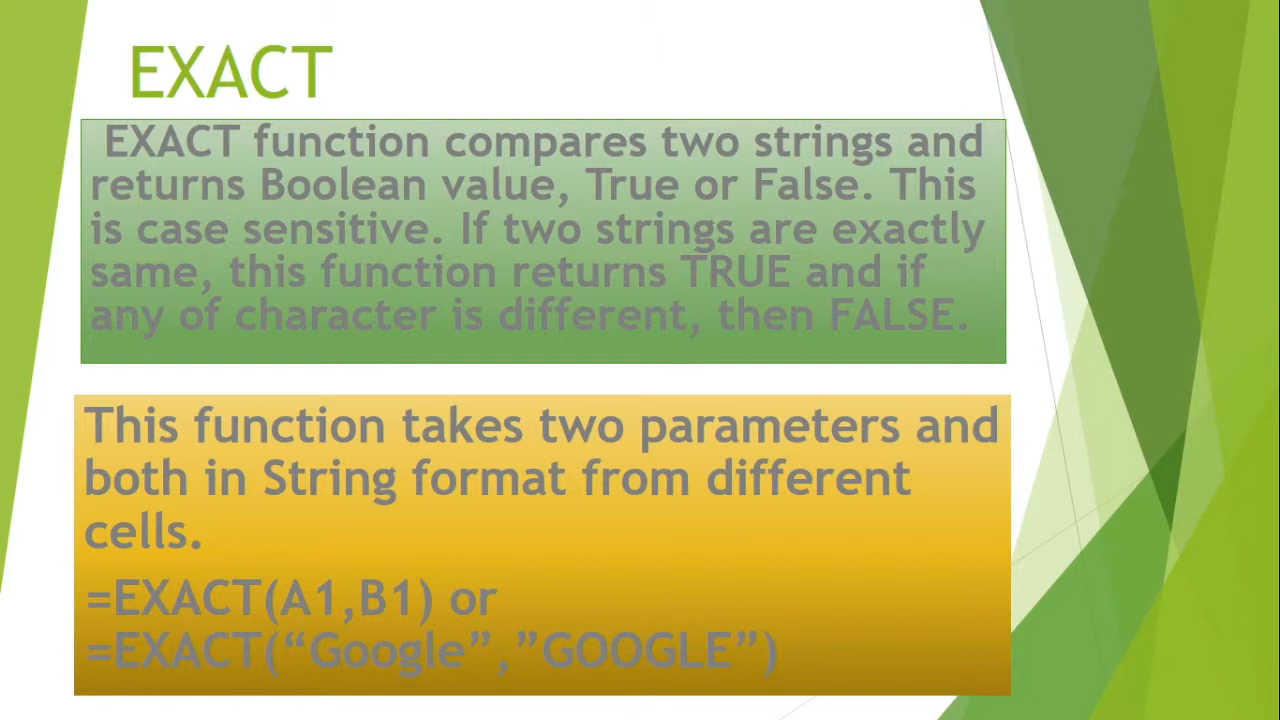 EXACT
EXACT function compares two strings and
returns Boolean value, True or False. This
is case sensitive. If two strings are exactly
same, this function returns TRUE and if
any of character is different, then FALSE.
This function takes two parameters and
both in String format from different
cells.
=EXACT(A1,B1) or
=EXACT(“Google”,”GOOGLE”)